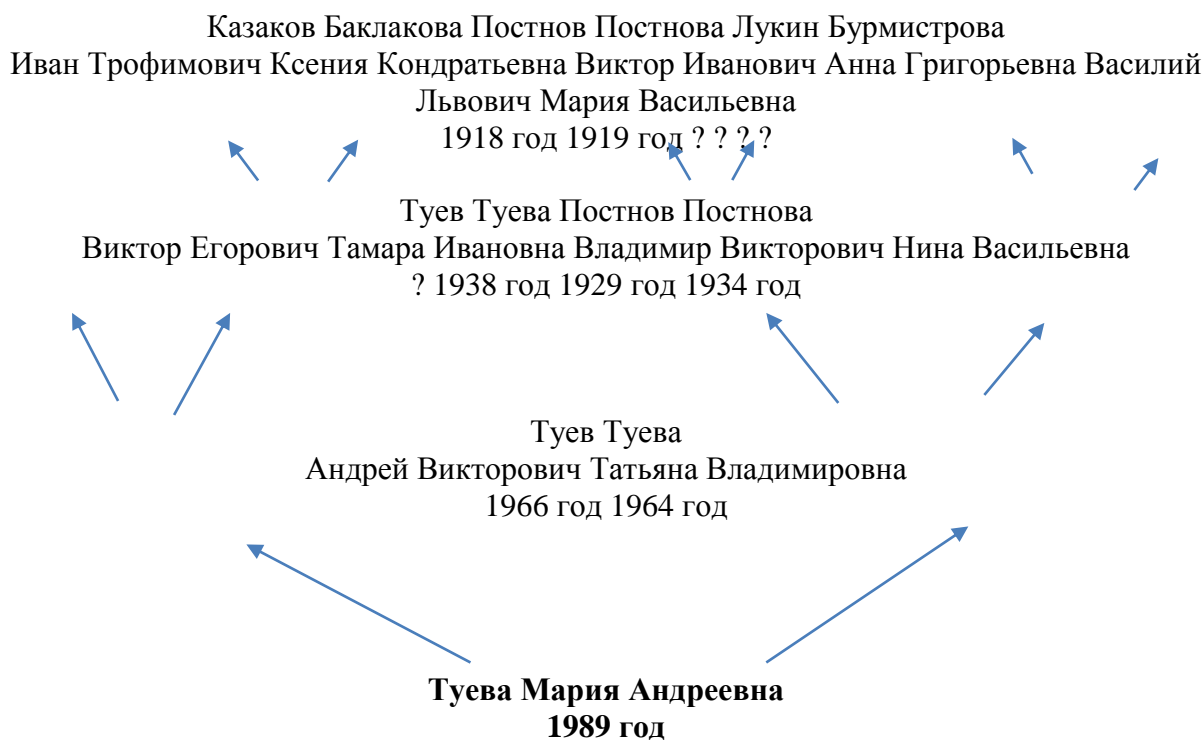 Казаков Баклакова Постнов Постнова Лукин Бурмистрова
Иван Трофимович Ксения Кондратьевна Виктор Иванович Анна Григорьевна Василий
Львович Мария Васильевна
1918 год 1919 год ? ? ? ?
Туев Туева Постнов Постнова
Виктор Егорович Тамара Ивановна Владимир Викторович Нина Васильевна
? 1938 год 1929 год 1934 год
Туев Туева
Андрей Викторович Татьяна Владимировна
1966 год 1964 год
Туева Мария Андреевна
1989 год